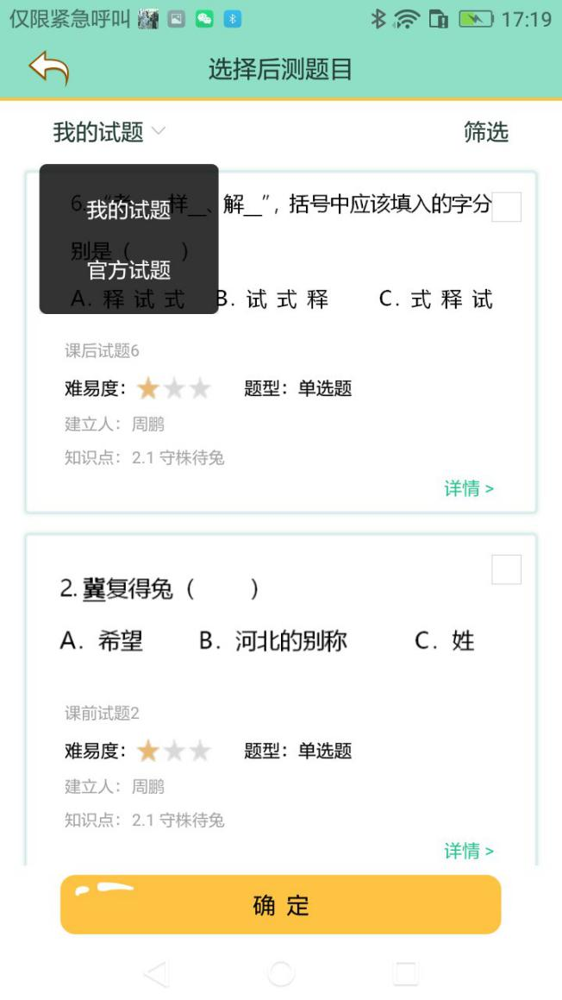 仅限紧急呼叫 17:19
选择后测题目
我的试题 筛选
6. “考 样__、解__”，括号中应该填入的字分
我的试题
别是（ ）
官方试题
A. 释 试 式 B. 试 式 释 C. 式 释 试
课后试题6
难易度： 题型：单选题
建立人：周鹏
知识点：2.1 守株待兔
详情 >
2. 冀复得兔（ ）
A. 希望 B. 河北的别称 C. 姓
课前试题2
难易度： 题型：单选题
建立人：周鹏
知识点：2.1 守株待兔
详情 >
确 定